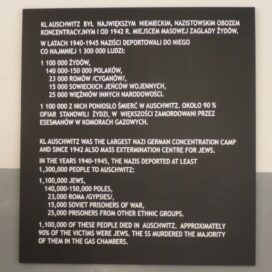 KL AUSCHWITZ BYŁ NAJWIĘKSZYM NIEMIECKIM, NAZISTOWSKIM OBOZEM
KONCENTRACYJNYM I OD 1942 R. MIEJSCEM MASOWEJ ZAGŁADY ŻYDÓW.
W LATACH 1940-1945 NAZIŚCI DEPORTOWALI DO NIEGO
CO NAJMNIEJ 1 300 000 LUDZI:
1 100 000 ŻYDÓW,
140 000-150 000 POLAKÓW,
23 000 ROMÓW /CYGANÓW/,
15 000 SOWIECKICH JEŃCÓW WOJENNYCH,
25 000 WIĘŹNIÓW INNYCH NARODOWOŚCI.
1 100 000 Z NICH PONIOSŁO ŚMIERĆ W AUSCHWITZ. OKOŁO 90 %
OFIAR STANOWILI ŻYDZI, W WIĘKSZOŚCI ZAMORDOWANI PRZEZ
ESESMANÓW W KOMORACH GAZOWYCH.
KL AUSCHWITZ WAS THE LARGEST NAZI GERMAN CONCENTRATION CAMP
AND SINCE 1942 ALSO MASS EXTERMINATION CENTRE FOR JEWS.
IN THE YEARS 1940-1945, THE NAZIS DEPORTED AT LEAST
1,300,000 PEOPLE TO AUSCHWITZ:
1,100,000 JEWS,
140,000-150,000 POLES,
23,000 ROMA /GYPSIES/,
15,000 SOVIET PRISONERS OF WAR,
25,000 PRISONERS FROM OTHER ETHNIC GROUPS.
1,100,000 OF THESE PEOPLE DIED IN AUSCHWITZ. APPROXIMATELY
90% OF THE VICTIMS WERE JEWS. THE SS MURDERED THE MAJORITY
OF THEM IN THE GAS CHAMBERS.